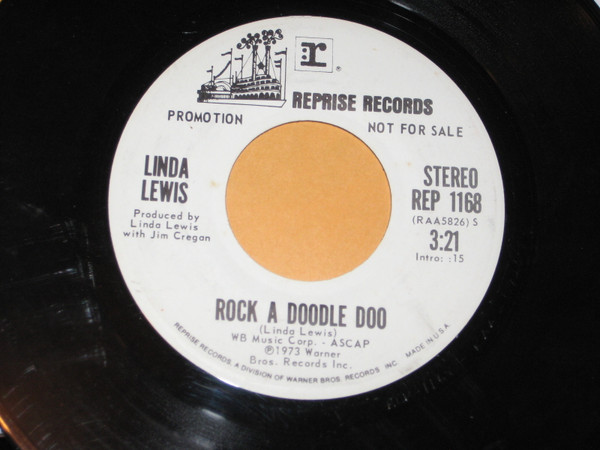 :r
®
REPRISE RECORDS
PROMOTION
NOT FOR SALE
LINDA
LEWIS
Produced by
Linda Lewis
with Jim Cregan
STEREO
REP 1168
(RAA5826) S
3:21
Intro: :15
ROCK A DOODLE DOO
(Linda Lewis)
WB Music Corp. - ASCAP
℗1973 Warner
Bros. Records Inc.
REPRISE RECORDS, A DIVISION OF WARNER BROS. RECORDS INC. MADE IN U.S.A.